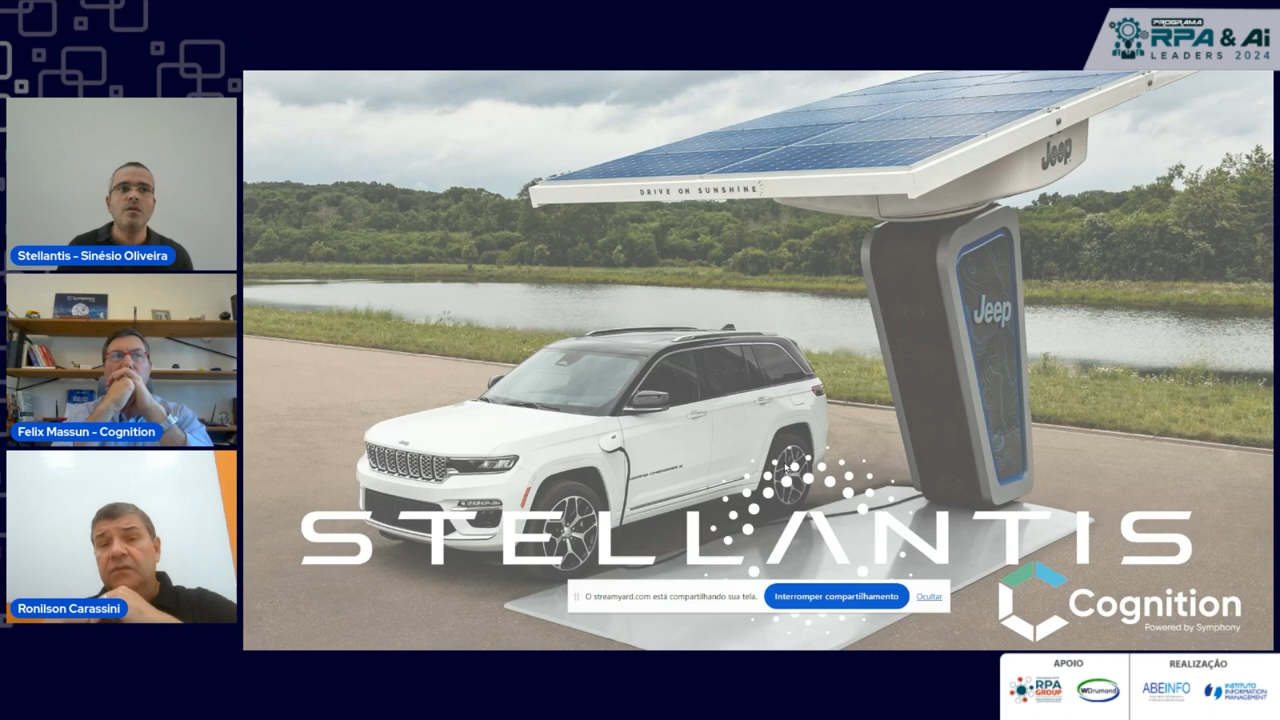 PROGRAMA
RPA & Ai
LEADERS 2024
Stellantis - Sinésio Oliveira
Felix Massun - Cognition
Ronilson Carassini
DRIVE ON SUNSHINE
Jeep
Jeep
Jeep
STELLANTIS
O streamyard.com está compartilhando sua tela.
Interromper compartilhamento
Ocultar
Cognition
Powered by Symphony
APOIO
RPA
GROUP
WDrumond
REALIZAÇÃO
ABEINFO
INSTITUTO
INFORMATION
MANAGEMENT